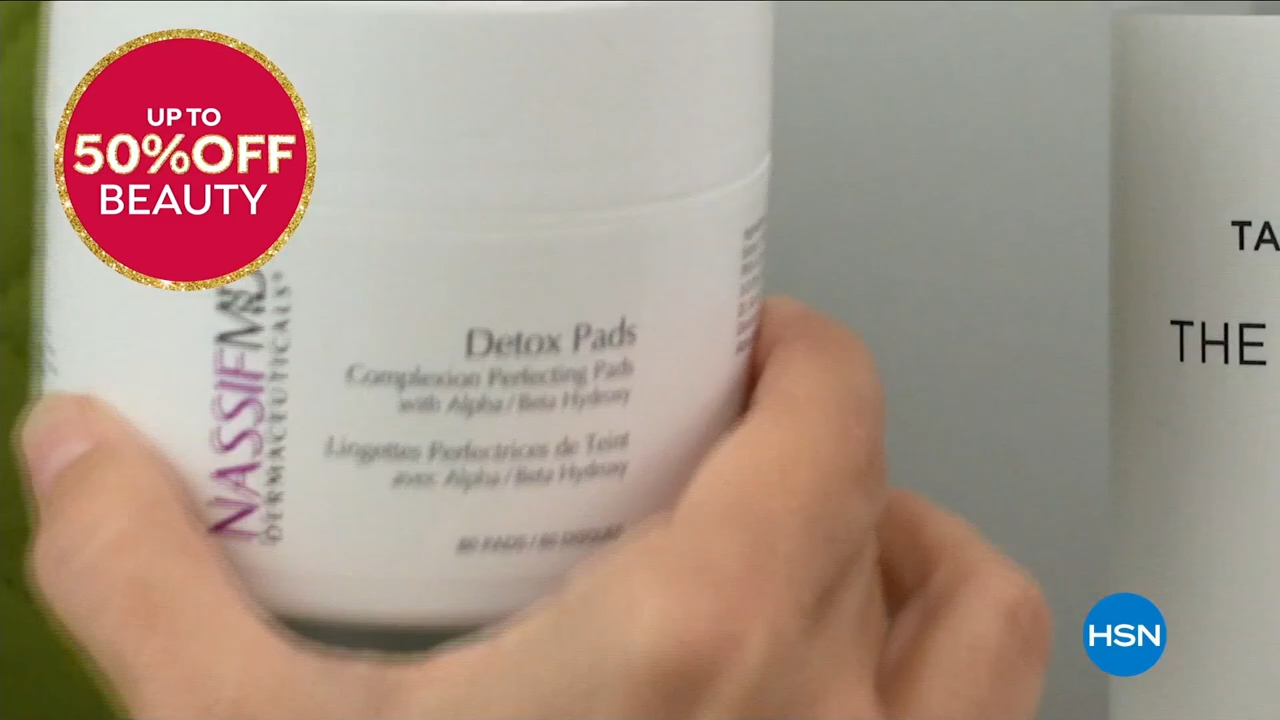 UP TO
50%OFF
BEAUTY
NASSIFMD
DERMACEUTICALS®
Detox Pads
Complexion Perfecting Pads
with Alpha/Beta Hydroxy
Lingettes Perfectrices de Teint
avec Alpha/Beta Hydroxy
TA
THE
HSN